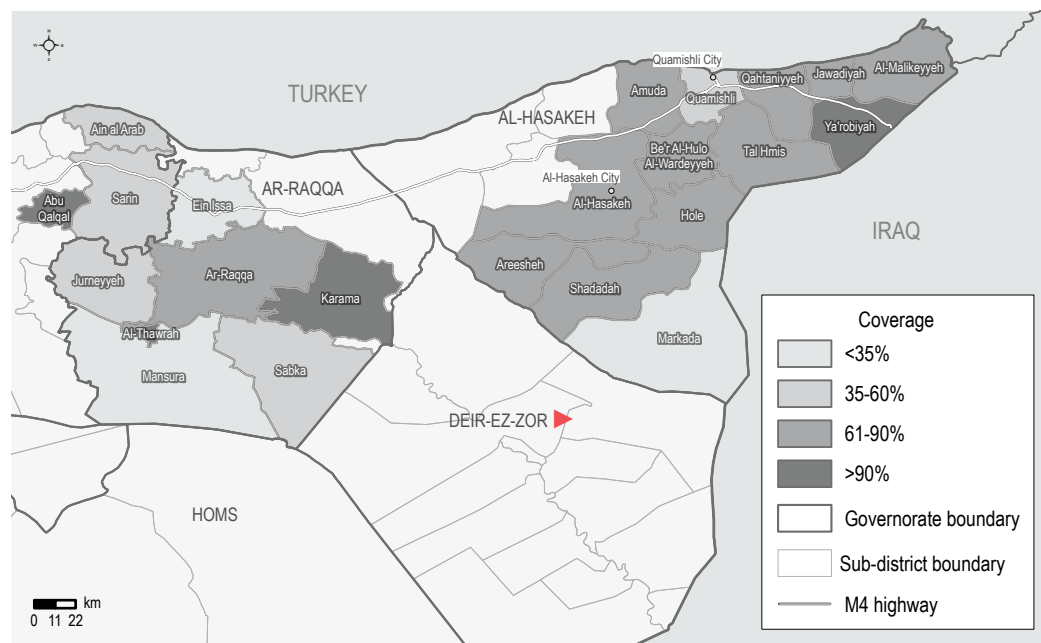 N
W E
S
TURKEY
Quamishli City
Al-Malikeyyeh
Jawadiyah
Qahtaniyyeh
Amuda
Quamishli
AL-HASAKEH
Ya'robiyah
Ain al Arab
Be'r Al-Hulo
Al-Wardeyyeh
Tal Hmis
Al-Hasakeh City
AR-RAQQA
Abu
Qalqal
Sarin
Ein Issa
Al-Hasakeh
Hole
IRAQ
Jurneyyeh
Ar-Raqqa
Areesheh
Shadadah
Karama
Al-Thawrah
Markada
Mansura
Sabka
DEIR-EZ-ZOR
HOMS
Coverage
<35%
35-60%
61-90%
>90%
Governorate boundary
Sub-district boundary
M4 highway
km
0 11 22